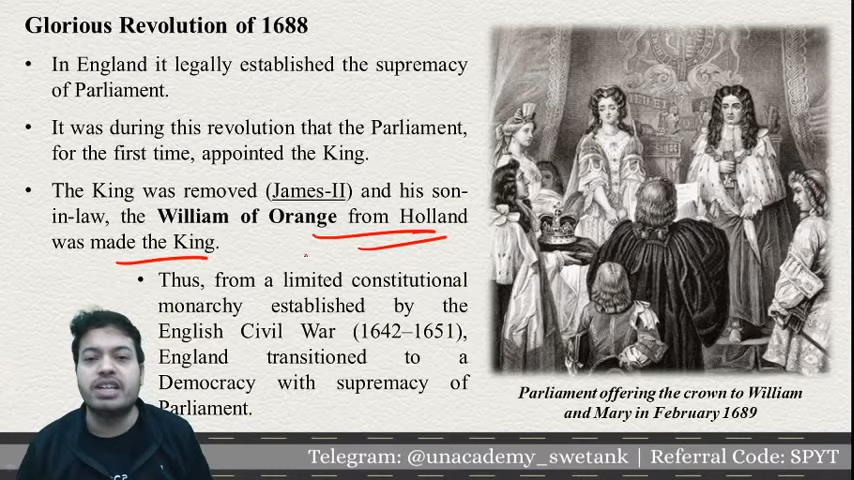 Glorious Revolution of 1688
• In England it legally established the supremacy
of Parliament.
• It was during this revolution that the Parliament,
for the first time, appointed the King.
• The King was removed (James-II) and his son-
in-law, the William of Orange from Holland
was made the King.
• Thus, from a limited constitutional
monarchy established by the
English Civil War (1642–1651),
England transitioned to a
Democracy with supremacy of
Parliament.
Parliament offering the crown to William
and Mary in February 1689
Telegram: @unacademy_swetank | Referral Code: SPYT